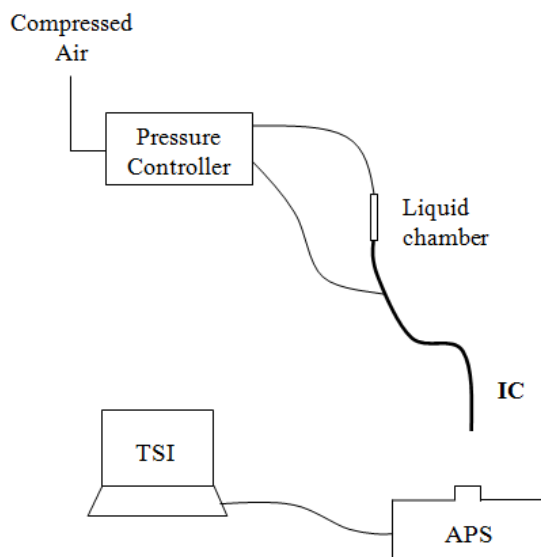 Compressed
Air
Pressure
Controller
Liquid
chamber
IC
TSI
APS